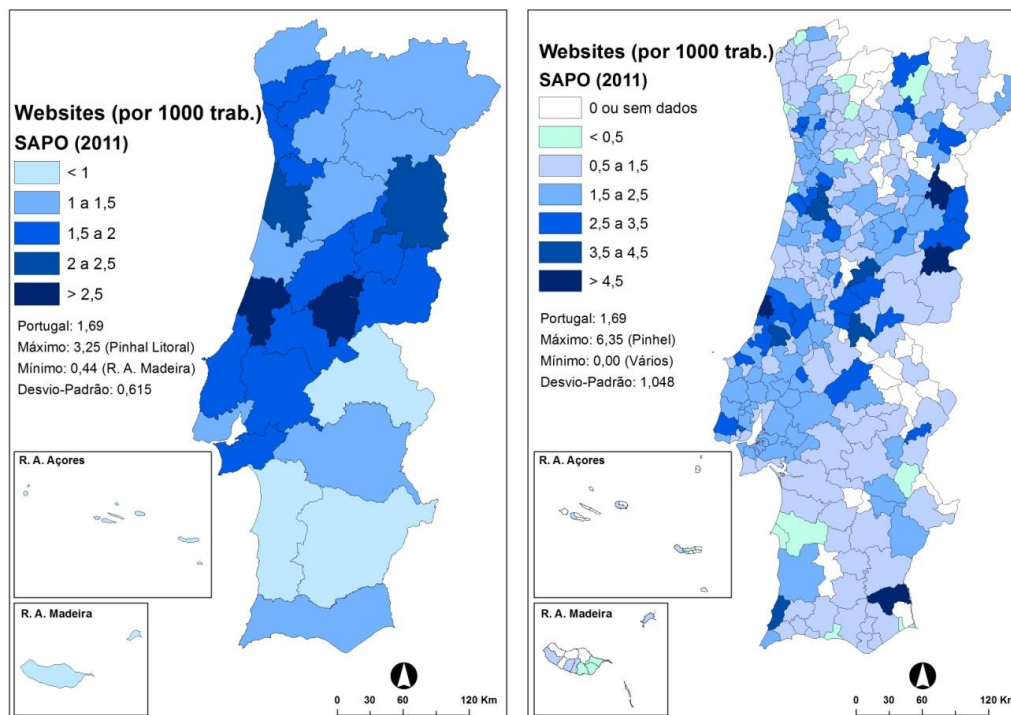 Websites (por 1000 trab.)
SAPO (2011)
< 1
1 a 1,5
1,5 a 2
2 a 2,5
> 2,5
Portugal: 1,69
Máximo: 3,25 (Pinhal Litoral)
Mínimo: 0,44 (R. A. Madeira)
Desvio-Padrão: 0,615
R. A. Açores
R. A. Madeira
0 30 60 120 Km
Websites (por 1000 trab.)
SAPO (2011)
0 ou sem dados
< 0,5
0,5 a 1,5
1,5 a 2,5
2,5 a 3,5
3,5 a 4,5
> 4,5
Portugal: 1,69
Máximo: 6,35 (Pinhel)
Mínimo: 0,00 (Vários)
Desvio-Padrão: 1,048
R. A. Açores
R. A. Madeira
0 30 60 120 Km